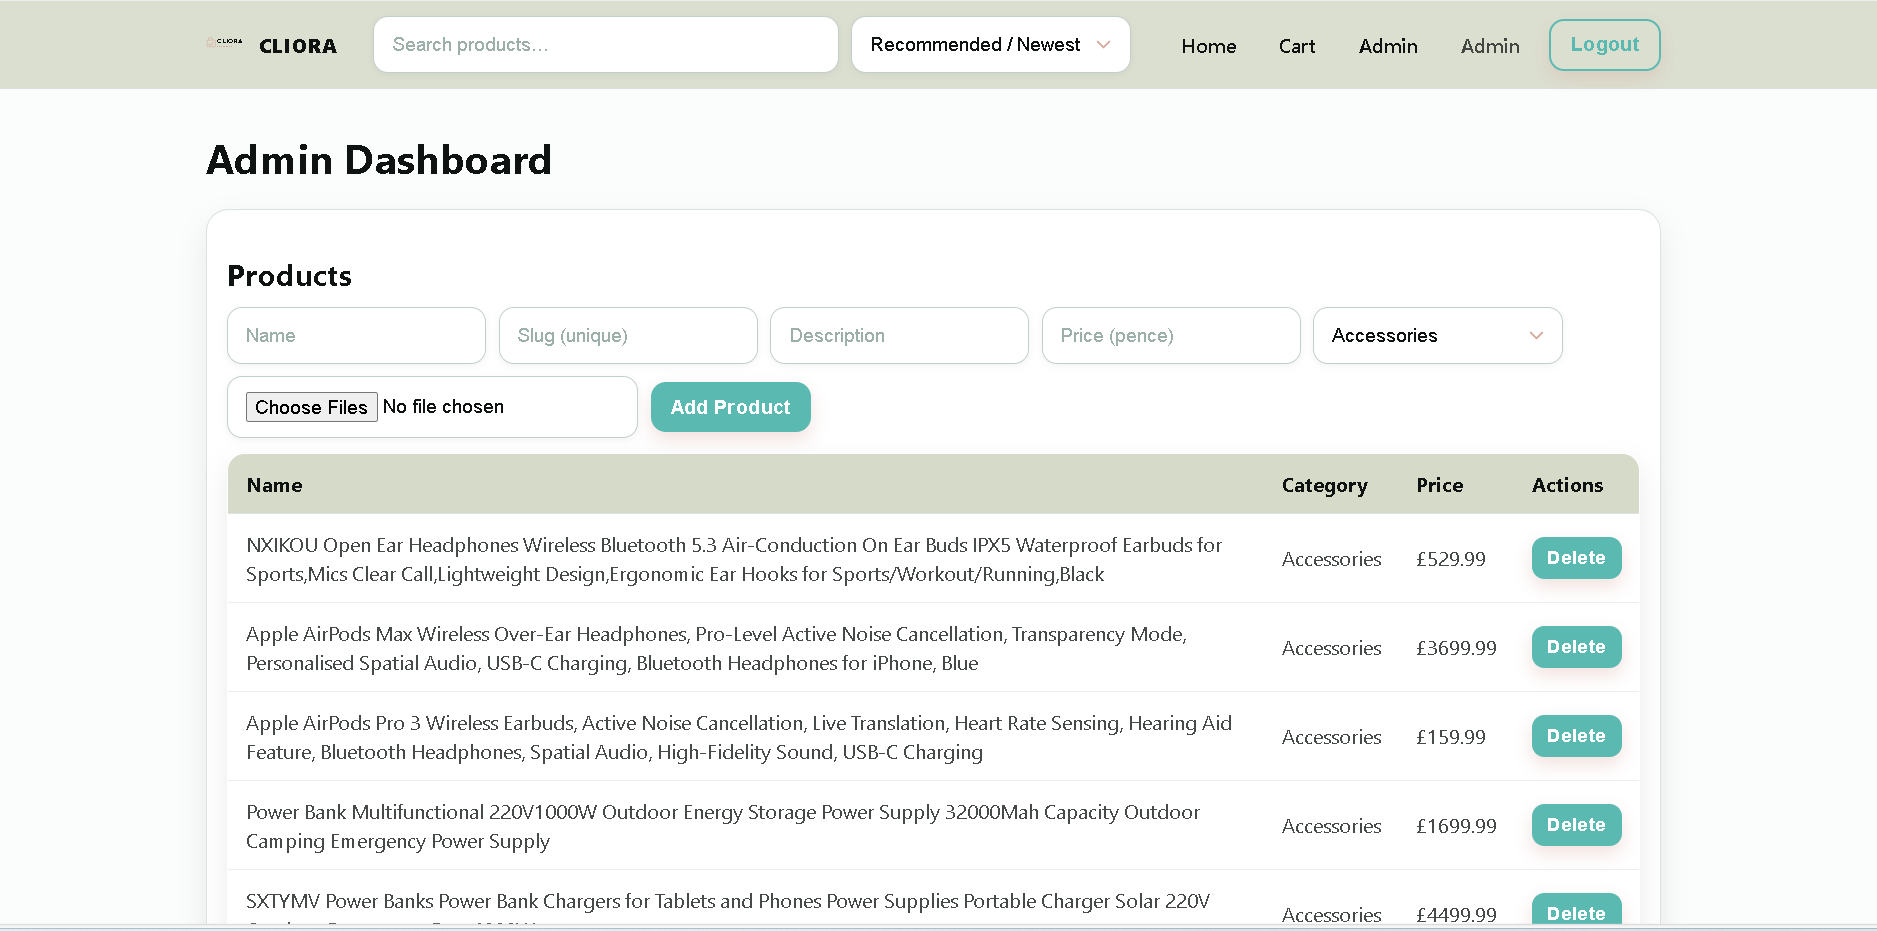 CLIORA CLIORA Search products... Recommended / Newest Home Cart Admin Admin Logout
Admin Dashboard
Products
Name Slug (unique) Description Price (pence) Accessories
Choose Files No file chosen Add Product
Name Category Price Actions
NXIKOU Open Ear Headphones Wireless Bluetooth 5.3 Air-Conduction On Ear Buds IPX5 Waterproof Earbuds for
Sports,Mics Clear Call,Lightweight Design,Ergonomic Ear Hooks for Sports/Workout/Running,Black
Accessories £529.99 Delete
Apple AirPods Max Wireless Over-Ear Headphones, Pro-Level Active Noise Cancellation, Transparency Mode,
Personalised Spatial Audio, USB-C Charging, Bluetooth Headphones for iPhone, Blue
Accessories £3699.99 Delete
Apple AirPods Pro 3 Wireless Earbuds, Active Noise Cancellation, Live Translation, Heart Rate Sensing, Hearing Aid
Feature, Bluetooth Headphones, Spatial Audio, High-Fidelity Sound, USB-C Charging
Accessories £159.99 Delete
Power Bank Multifunctional 220V1000W Outdoor Energy Storage Power Supply 32000Mah Capacity Outdoor
Camping Emergency Power Supply
Accessories £1699.99 Delete
SXTYMV Power Banks Power Bank Chargers for Tablets and Phones Power Supplies Portable Charger Solar 220V
Accessories £4499.99 Delete